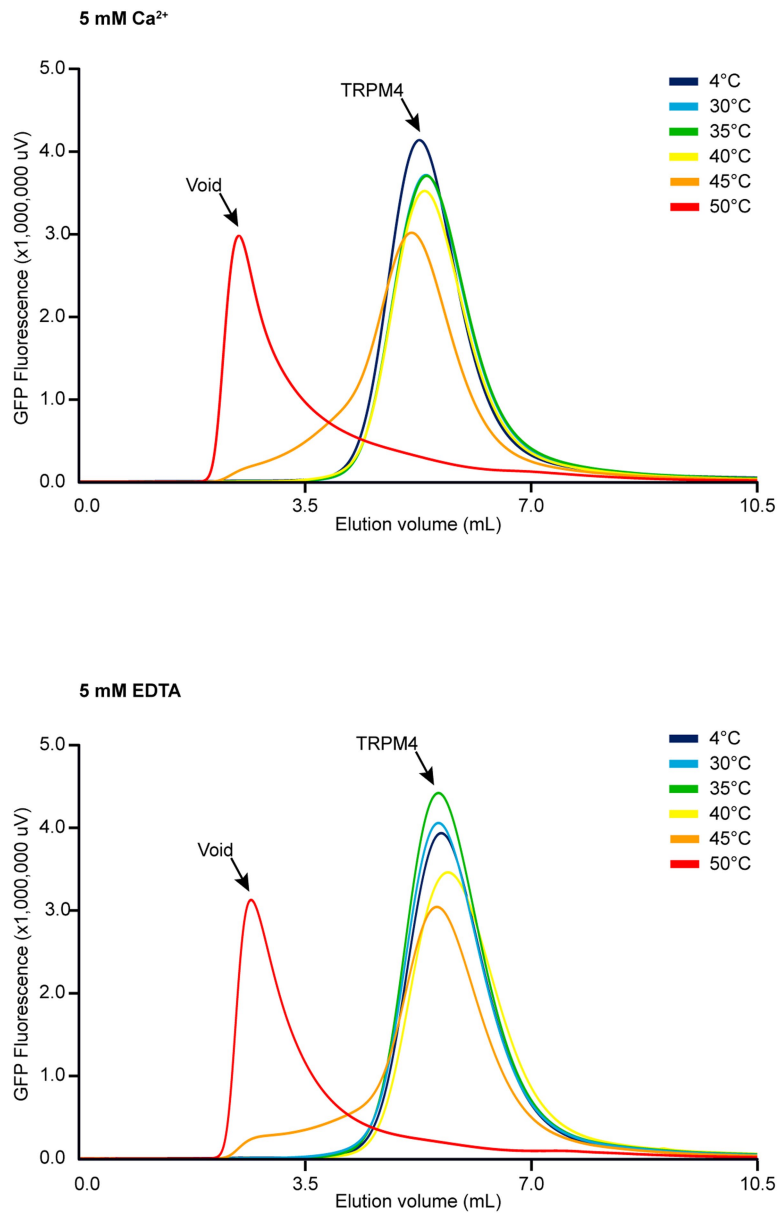 5 mM Ca²⁺
5.0
4.0
3.0
2.0
1.0
0.0
GFP Fluorescence (x1,000,000 uV)
Void
TRPM4
4°C
30°C
35°C
40°C
45°C
50°C
0.0 3.5 7.0 10.5
Elution volume (mL)
5 mM EDTA
5.0
4.0
3.0
2.0
1.0
0.0
GFP Fluorescence (x1,000,000 uV)
Void
TRPM4
4°C
30°C
35°C
40°C
45°C
50°C
0.0 3.5 7.0 10.5
Elution volume (mL)